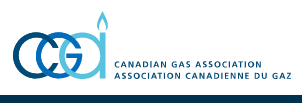 CGA
CANADIAN GAS ASSOCIATION
ASSOCIATION CANADIENNE DU GAZ